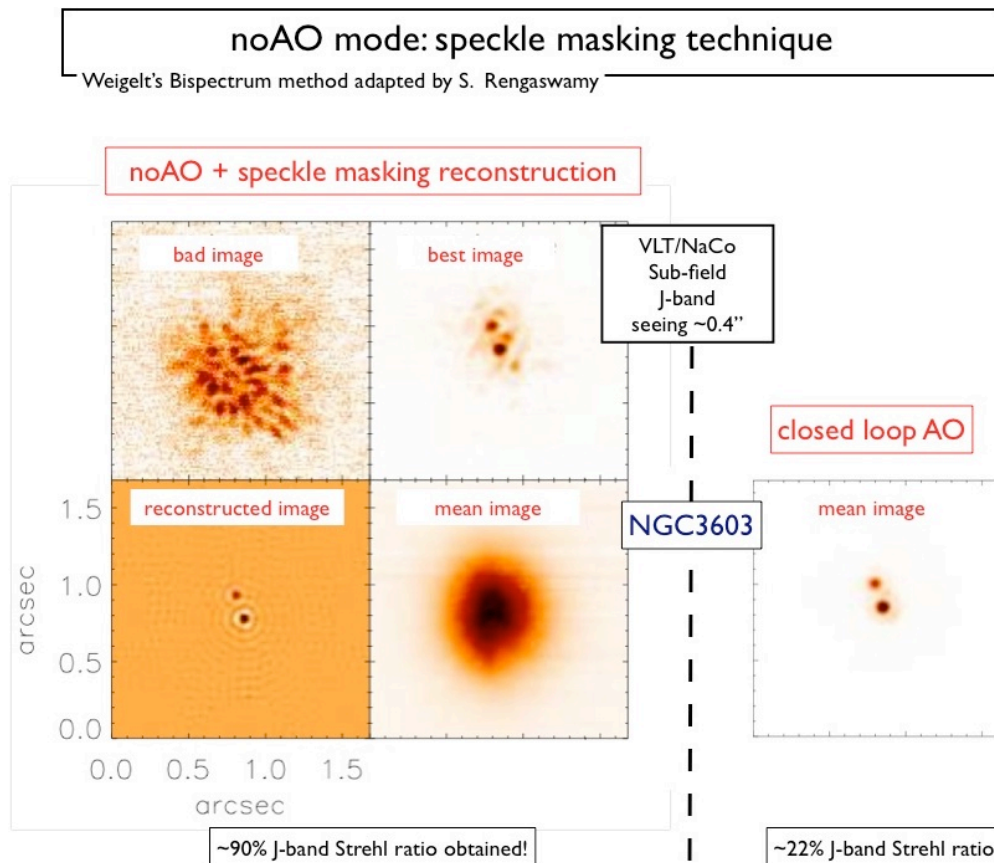 noAO mode: speckle masking technique
Weigelt's Bispectrum method adapted by S. Rengaswamy
noAO + speckle masking reconstruction
bad image
best image
VLT/NaCo
Sub-field
J-band
seeing ~0.4”
closed loop AO
reconstructed image
mean image
NGC3603
mean image
1.5
1.0
0.5
0.0
arcsec
0.0 0.5 1.0 1.5
arcsec
~90% J-band Strehl ratio obtained!
~22% J-band Strehl ratio